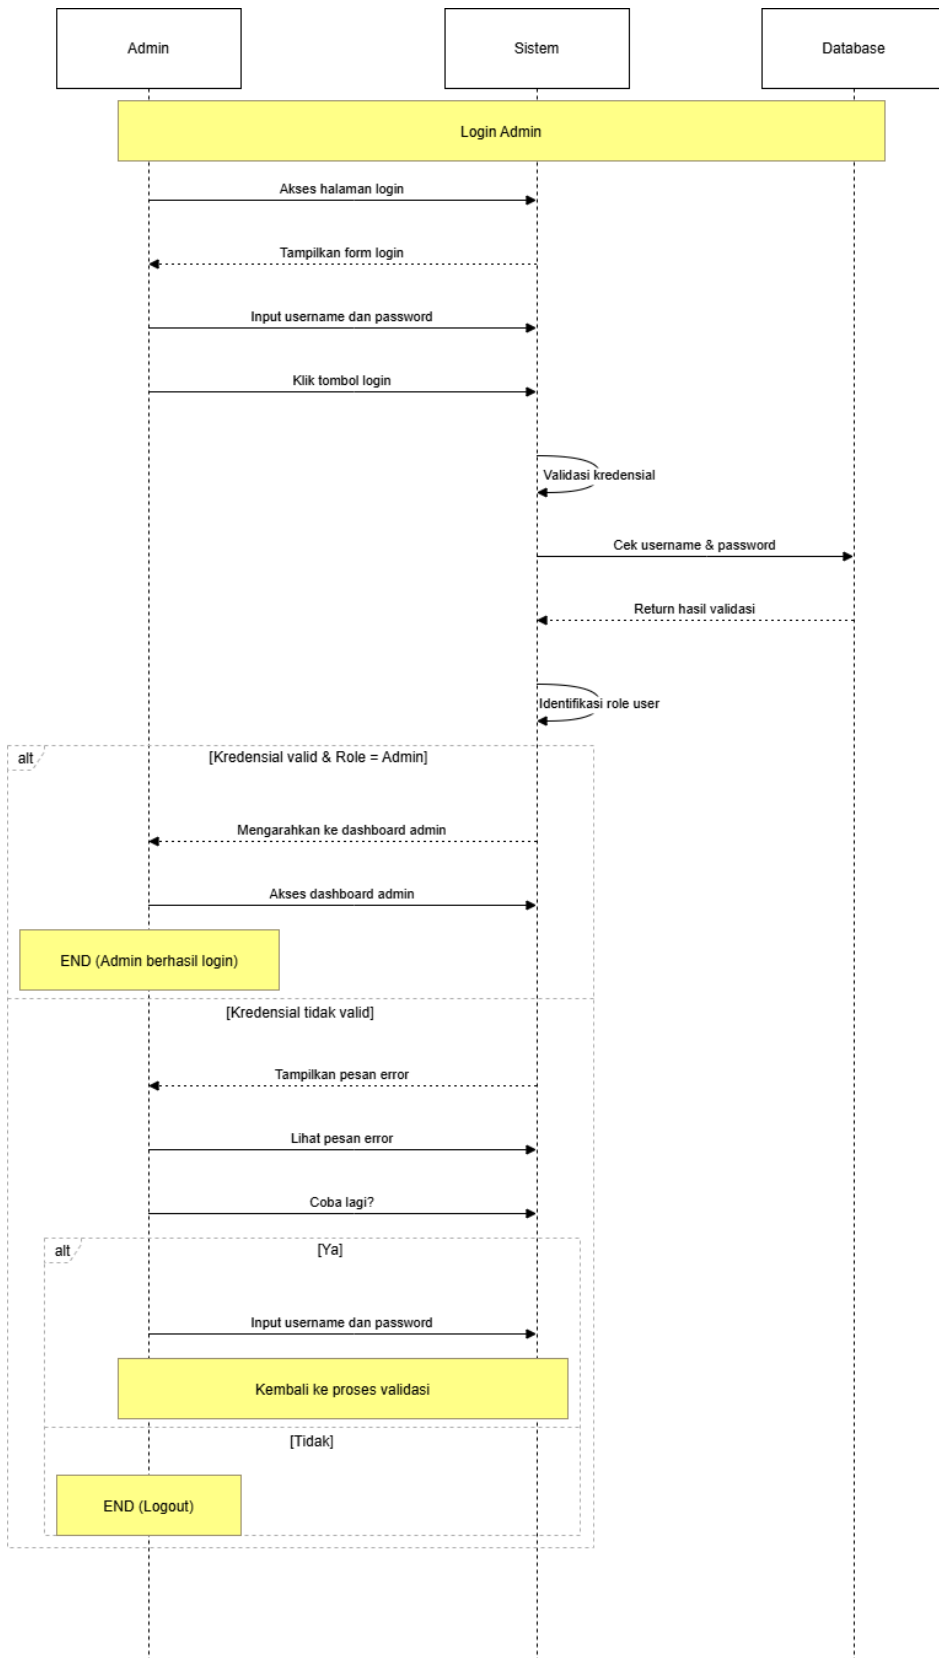 Admin
Sistem
Database
Login Admin
Akses halaman login
Tampilkan form login
Input username dan password
Klik tombol login
Validasi kredensial
Cek username & password
Return hasil validasi
Identifikasi role user
alt
[Kredensial valid & Role = Admin]
Mengarahkan ke dashboard admin
Akses dashboard admin
END (Admin berhasil login)
[Kredensial tidak valid]
Tampilkan pesan error
Lihat pesan error
Coba lagi?
alt
[Ya]
Input username dan password
Kembali ke proses validasi
[Tidak]
END (Logout)